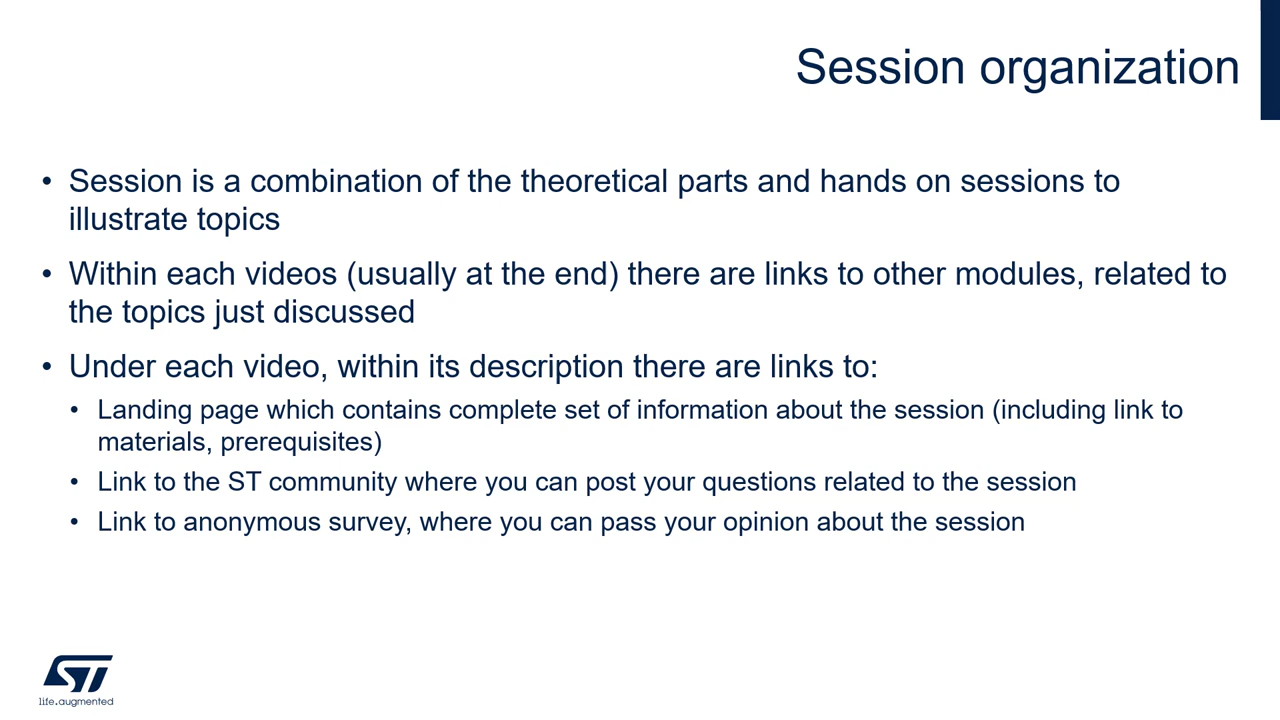 Session organization
• Session is a combination of the theoretical parts and hands on sessions to
illustrate topics
• Within each videos (usually at the end) there are links to other modules, related to
the topics just discussed
• Under each video, within its description there are links to:
• Landing page which contains complete set of information about the session (including link to
materials, prerequisites)
• Link to the ST community where you can post your questions related to the session
• Link to anonymous survey, where you can pass your opinion about the session
ST
life.augmented